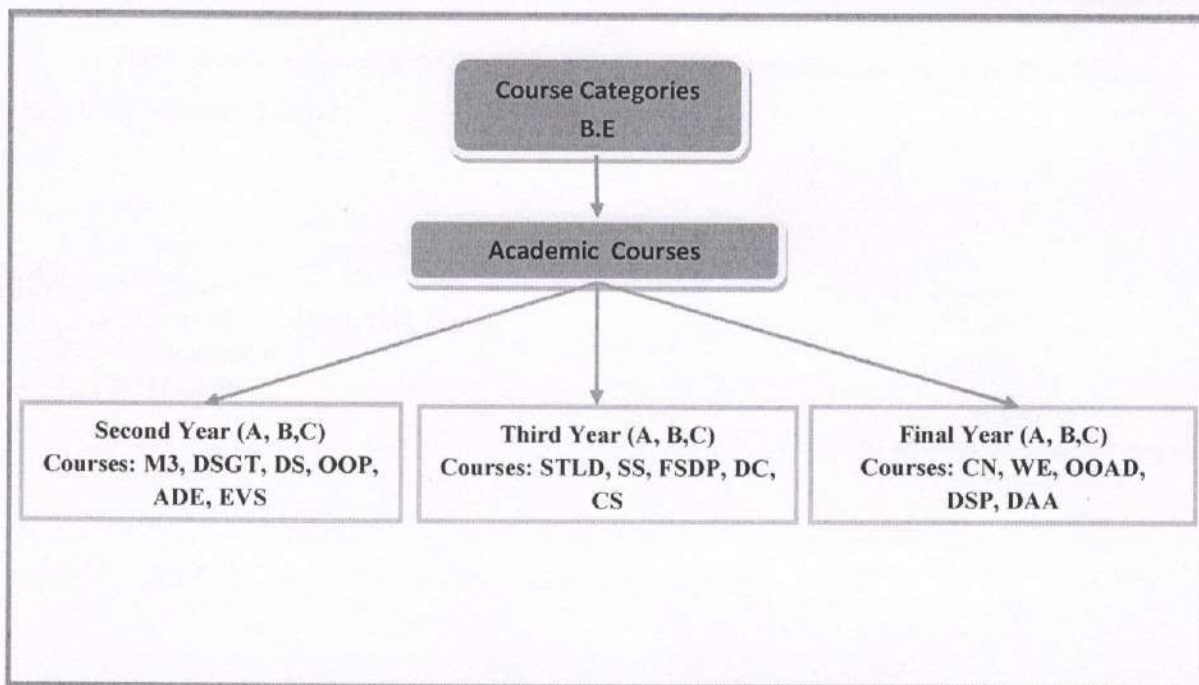 Course Categories
B.E
Academic Courses
Second Year (A, B,C)
Courses: M3, DSGT, DS, OOP,
ADE, EVS
Third Year (A, B,C)
Courses: STLD, SS, FSDP, DC,
CS
Final Year (A, B,C)
Courses: CN, WE, OOAD,
DSP, DAA